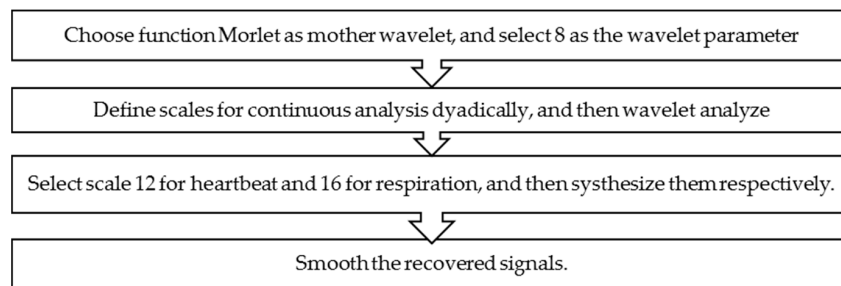 Choose function Morlet as mother wavelet, and select 8 as the wavelet parameter
Define scales for continuous analysis dyadically, and then wavelet analyze
Select scale 12 for heartbeat and 16 for respiration, and then systhesize them respectively.
Smooth the recovered signals.